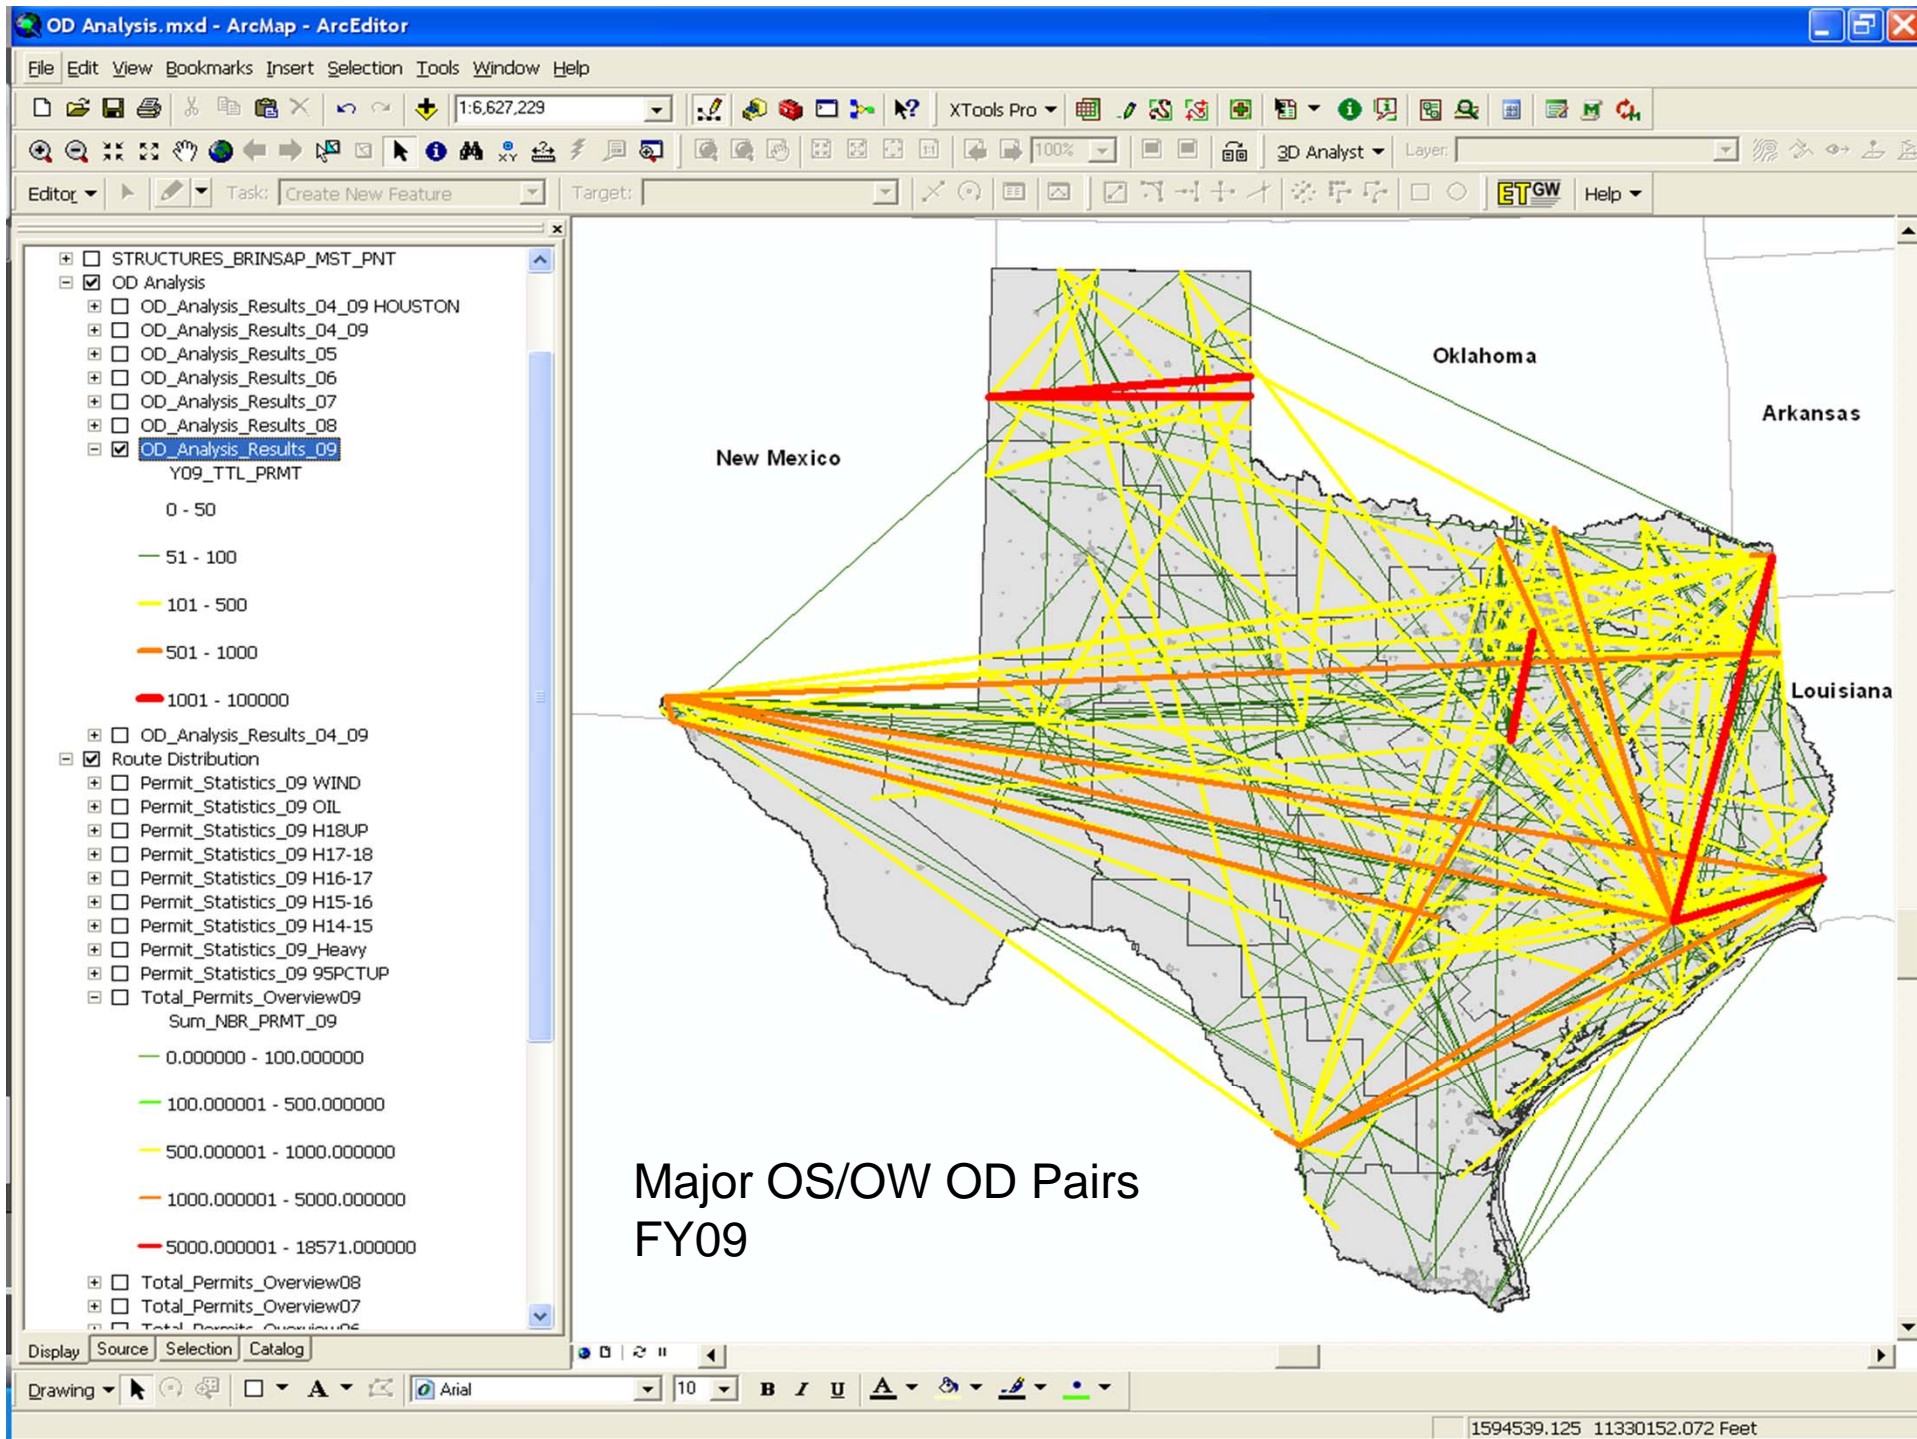 OD Analysis.mxd - ArcMap - ArcEditor
File Edit View Bookmarks Insert Selection Tools Window Help
1:6,627,229
XTools Pro
100%
3D Analyst
Layer:
Editor
Task:
Create New Feature
Target:
ETGW
Help
STRUCTURES_BRINSAP_MST_PNT
OD Analysis
OD_Analysis_Results_04_09 HOUSTON
OD_Analysis_Results_04_09
OD_Analysis_Results_05
OD_Analysis_Results_06
OD_Analysis_Results_07
OD_Analysis_Results_08
OD_Analysis_Results_09
Y09_TTL_PRMT
0 - 50
51 - 100
101 - 500
501 - 1000
1001 - 100000
OD_Analysis_Results_04_09
Route Distribution
Permit_Statistics_09 WIND
Permit_Statistics_09 OIL
Permit_Statistics_09 H18UP
Permit_Statistics_09 H17-18
Permit_Statistics_09 H16-17
Permit_Statistics_09 H15-16
Permit_Statistics_09 H14-15
Permit_Statistics_09_Heavy
Permit_Statistics_09 95PCTUP
Total_Permits_Overview09
Sum_NBR_PRMT_09
0.000000 - 100.000000
100.000001 - 500.000000
500.000001 - 1000.000000
1000.000001 - 5000.000000
5000.000001 - 18571.000000
Total_Permits_Overview08
Total_Permits_Overview07
Display Source Selection Catalog
Oklahoma
Arkansas
New Mexico
Louisiana
Major OS/OW OD Pairs
FY09
Drawing
A
Arial
10
B I U A
1594539.125 11330152.072 Feet